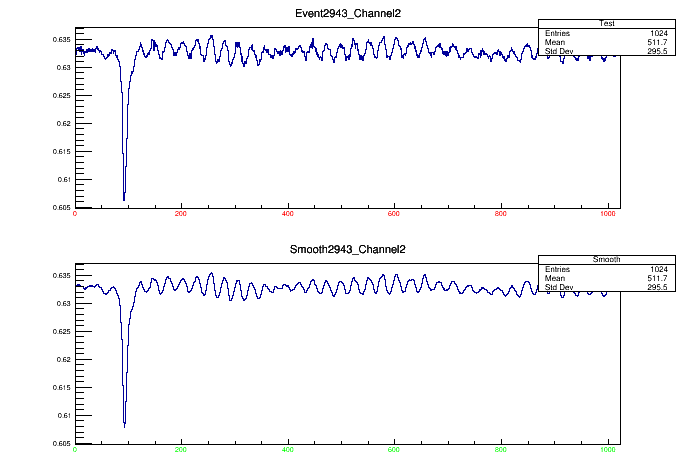 Event2943_Channel2
Test
Entries 1024
Mean 511.7
Std Dev 295.5
0.635
0.63
0.625
0.62
0.615
0.61
0.605
0 200 400 600 800 1000
Smooth2943_Channel2
Smooth
Entries 1024
Mean 511.7
Std Dev 295.5
0.635
0.63
0.625
0.62
0.615
0.61
0.605
0 200 400 600 800 1000